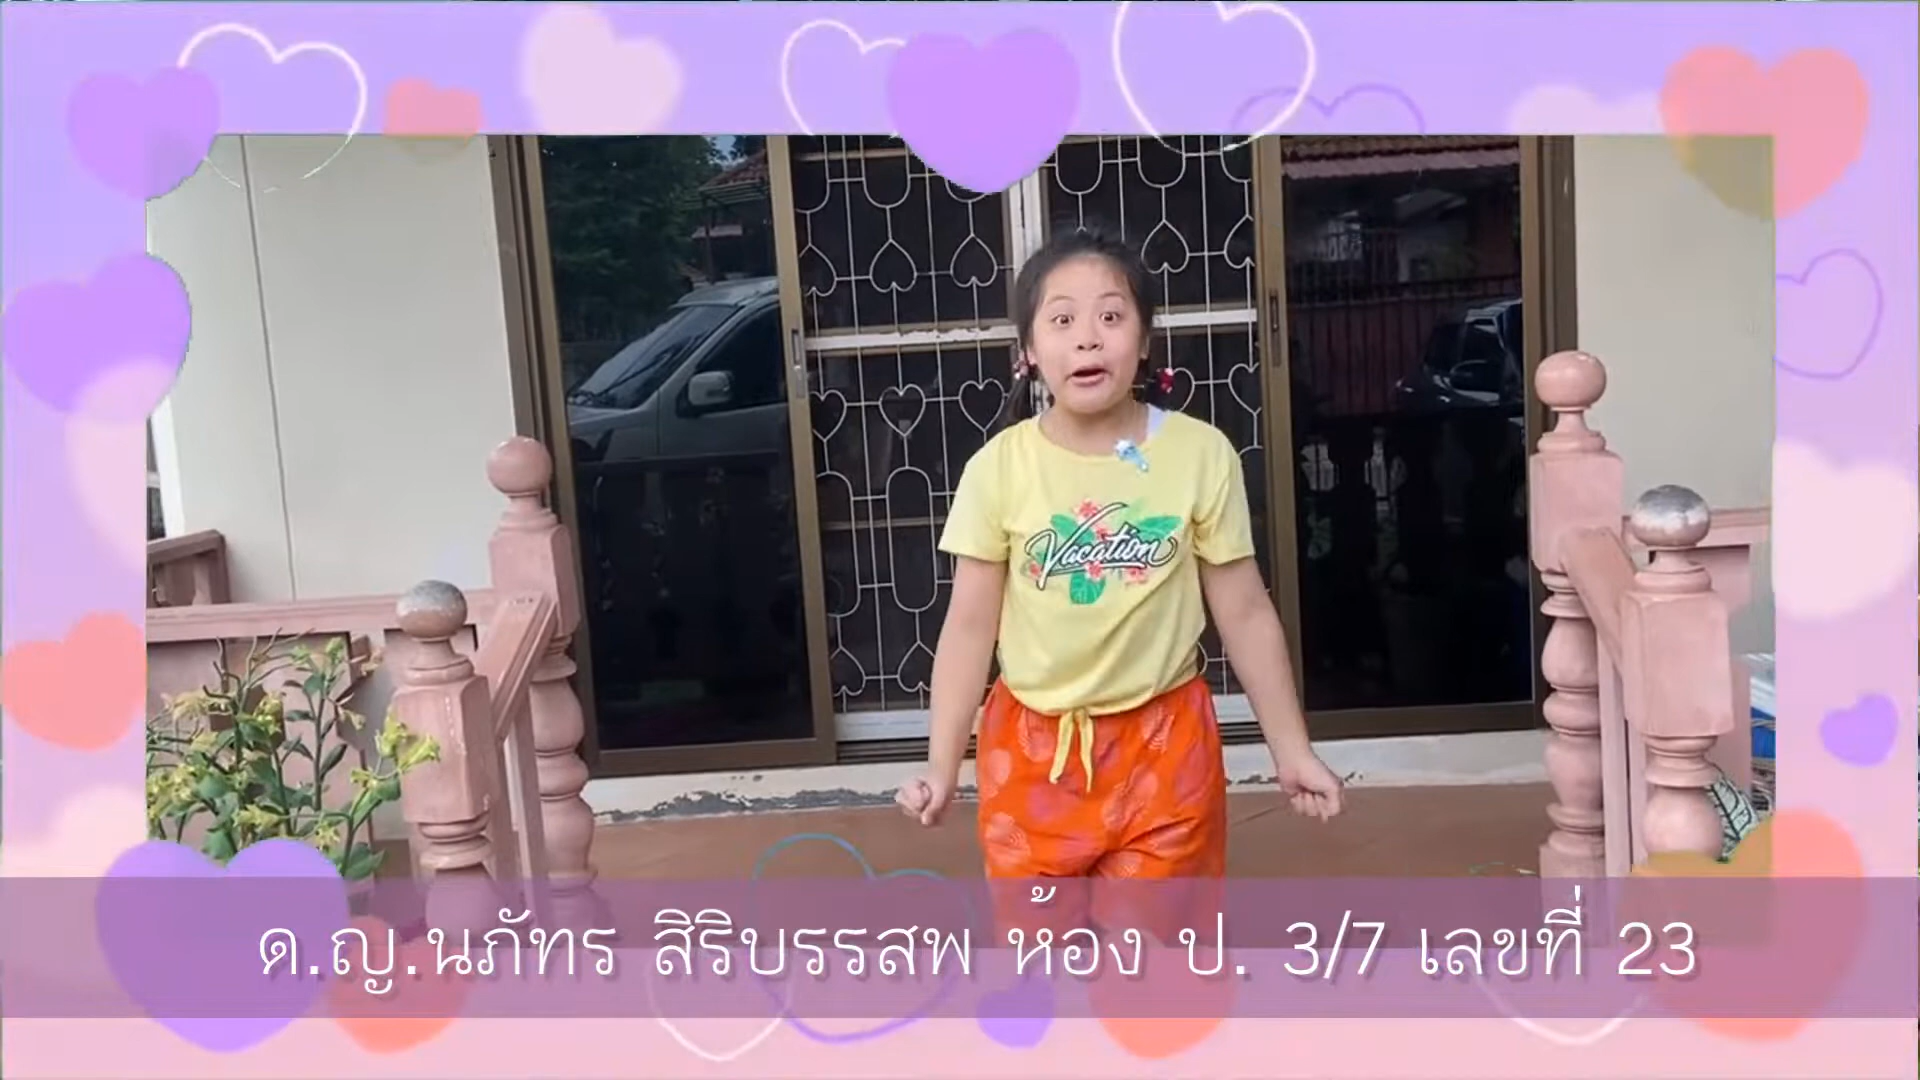 Vacation
ด.ญ.นภัทร สิริบรรสพ ห้อง ป. 3/7 เลขที่ 23